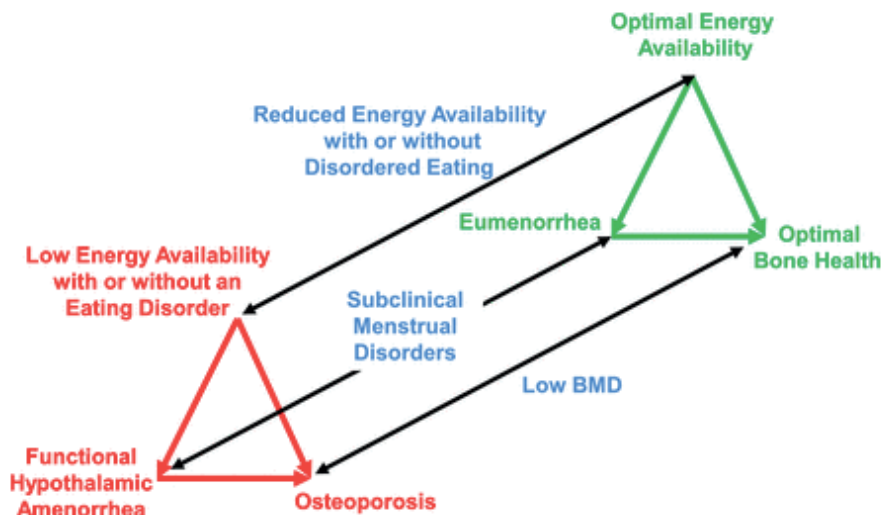 Optimal Energy
Availability
Reduced Energy Availability
with or without
Disordered Eating
Eumenorrhea
Optimal
Bone Health
Low Energy Availability
with or without an
Eating Disorder
Subclinical
Menstrual
Disorders
Low BMD
Functional
Hypothalamic
Amenorrhea
Osteoporosis